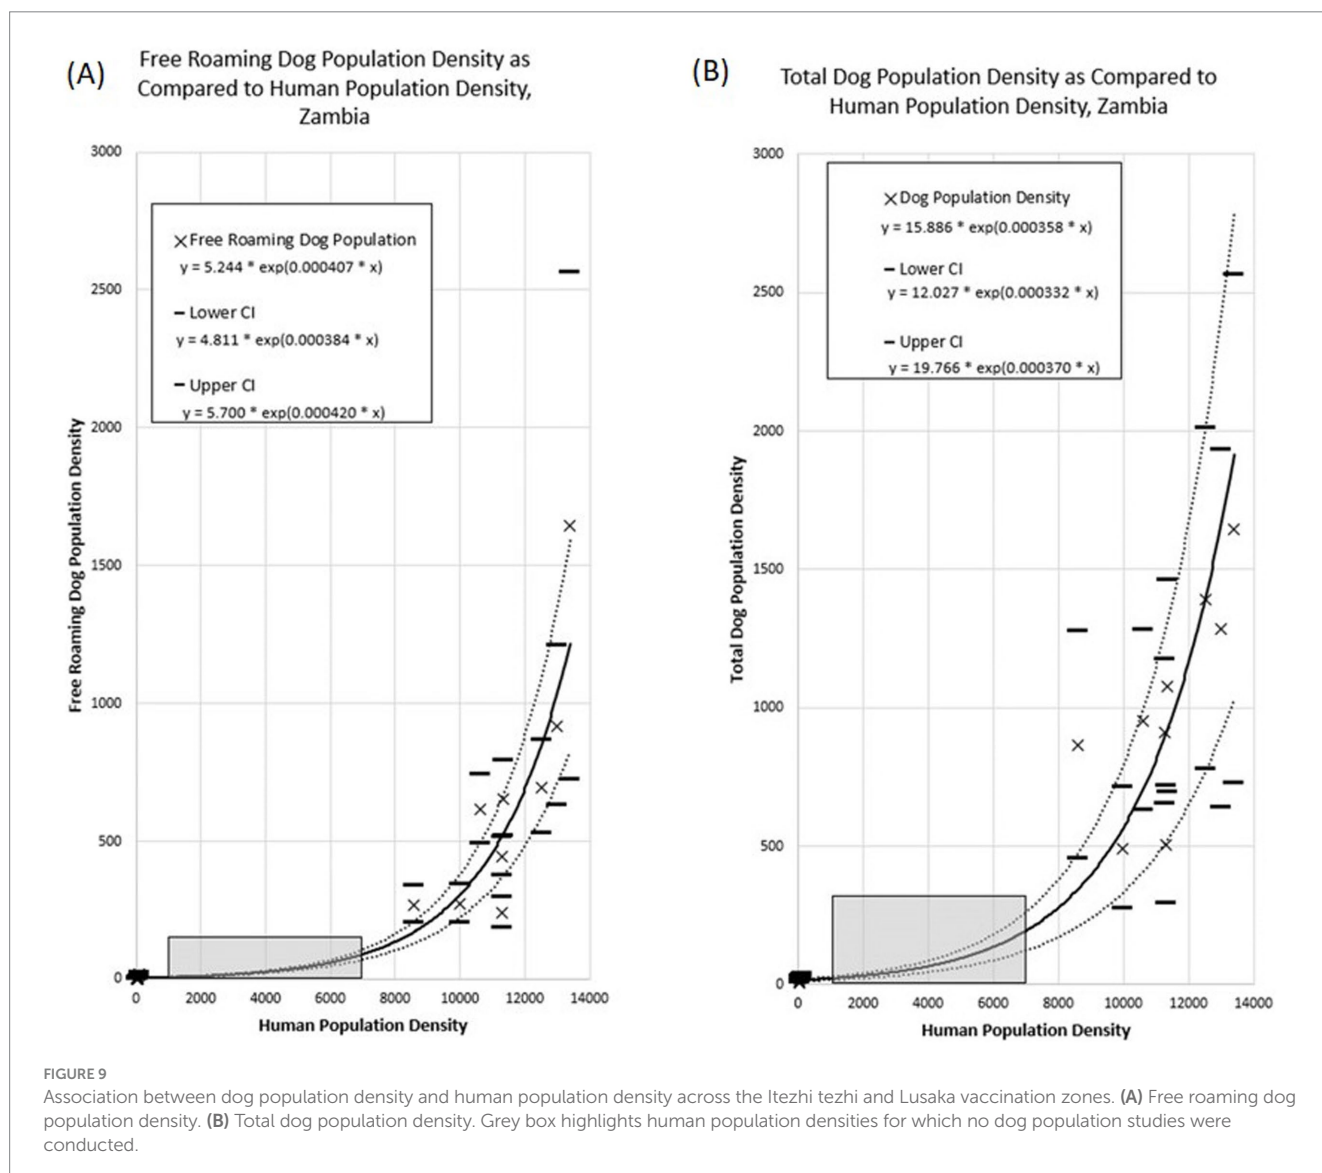 (A)
Free Roaming Dog Population Density as
Compared to Human Population Density,
Zambia
3000
2500
2000
1500
1000
500
0
Free Roaming Dog Population Density
Free Roaming Dog Population
y = 5.244 * exp(0.000407 * x)
Lower CI
y = 4.811 * exp(0.000384 * x)
Upper CI
y = 5.700 * exp(0.000420 * x)
0 2000 4000 6000 8000 10000 12000 14000
Human Population Density
(B)
Total Dog Population Density as Compared to
Human Population Density, Zambia
3000
2500
2000
1500
1000
500
0
Total Dog Population Density
Dog Population Density
y = 15.886 * exp(0.000358 * x)
Lower CI
y = 12.027 * exp(0.000332 * x)
Upper CI
y = 19.766 * exp(0.000370 * x)
0 2000 4000 6000 8000 10000 12000 14000
Human Population Density
FIGURE 9
Association between dog population density and human population density across the Itezhi tezhi and Lusaka vaccination zones. (A) Free roaming dog
population density. (B) Total dog population density. Grey box highlights human population densities for which no dog population studies were
conducted.